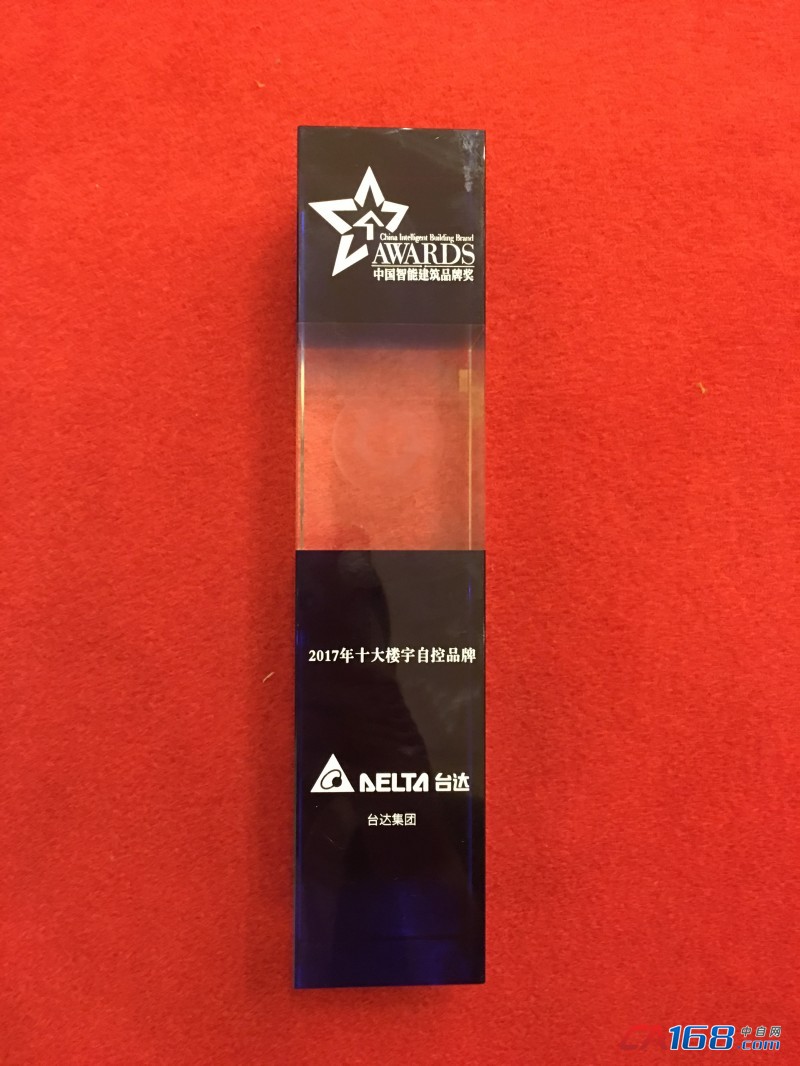 China Intelligent Building Brand
AWARDS
中国智能建筑品牌奖
2017年十大楼宇自控品牌
DELTA 台达
台达集团
CA168 中自网
.com